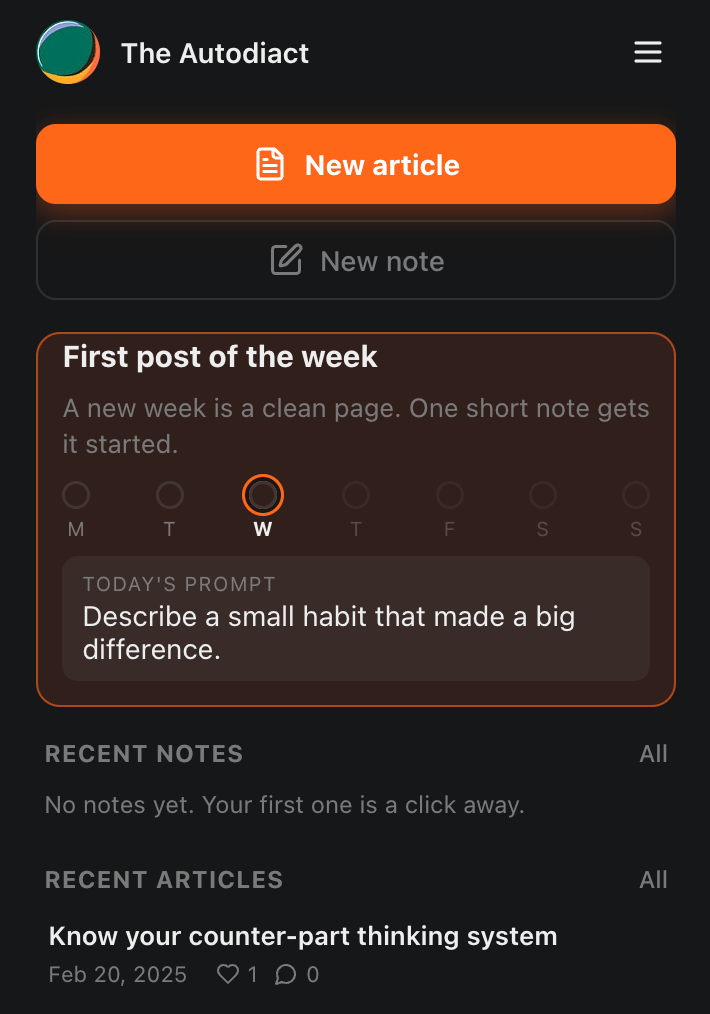 The Autodiact
New article
New note
First post of the week
A new week is a clean page. One short note gets
it started.
M T W T F S S
TODAY'S PROMPT
Describe a small habit that made a big
difference.
RECENT NOTES All
No notes yet. Your first one is a click away.
RECENT ARTICLES All
Know your counter-part thinking system
Feb 20, 2025 1 0